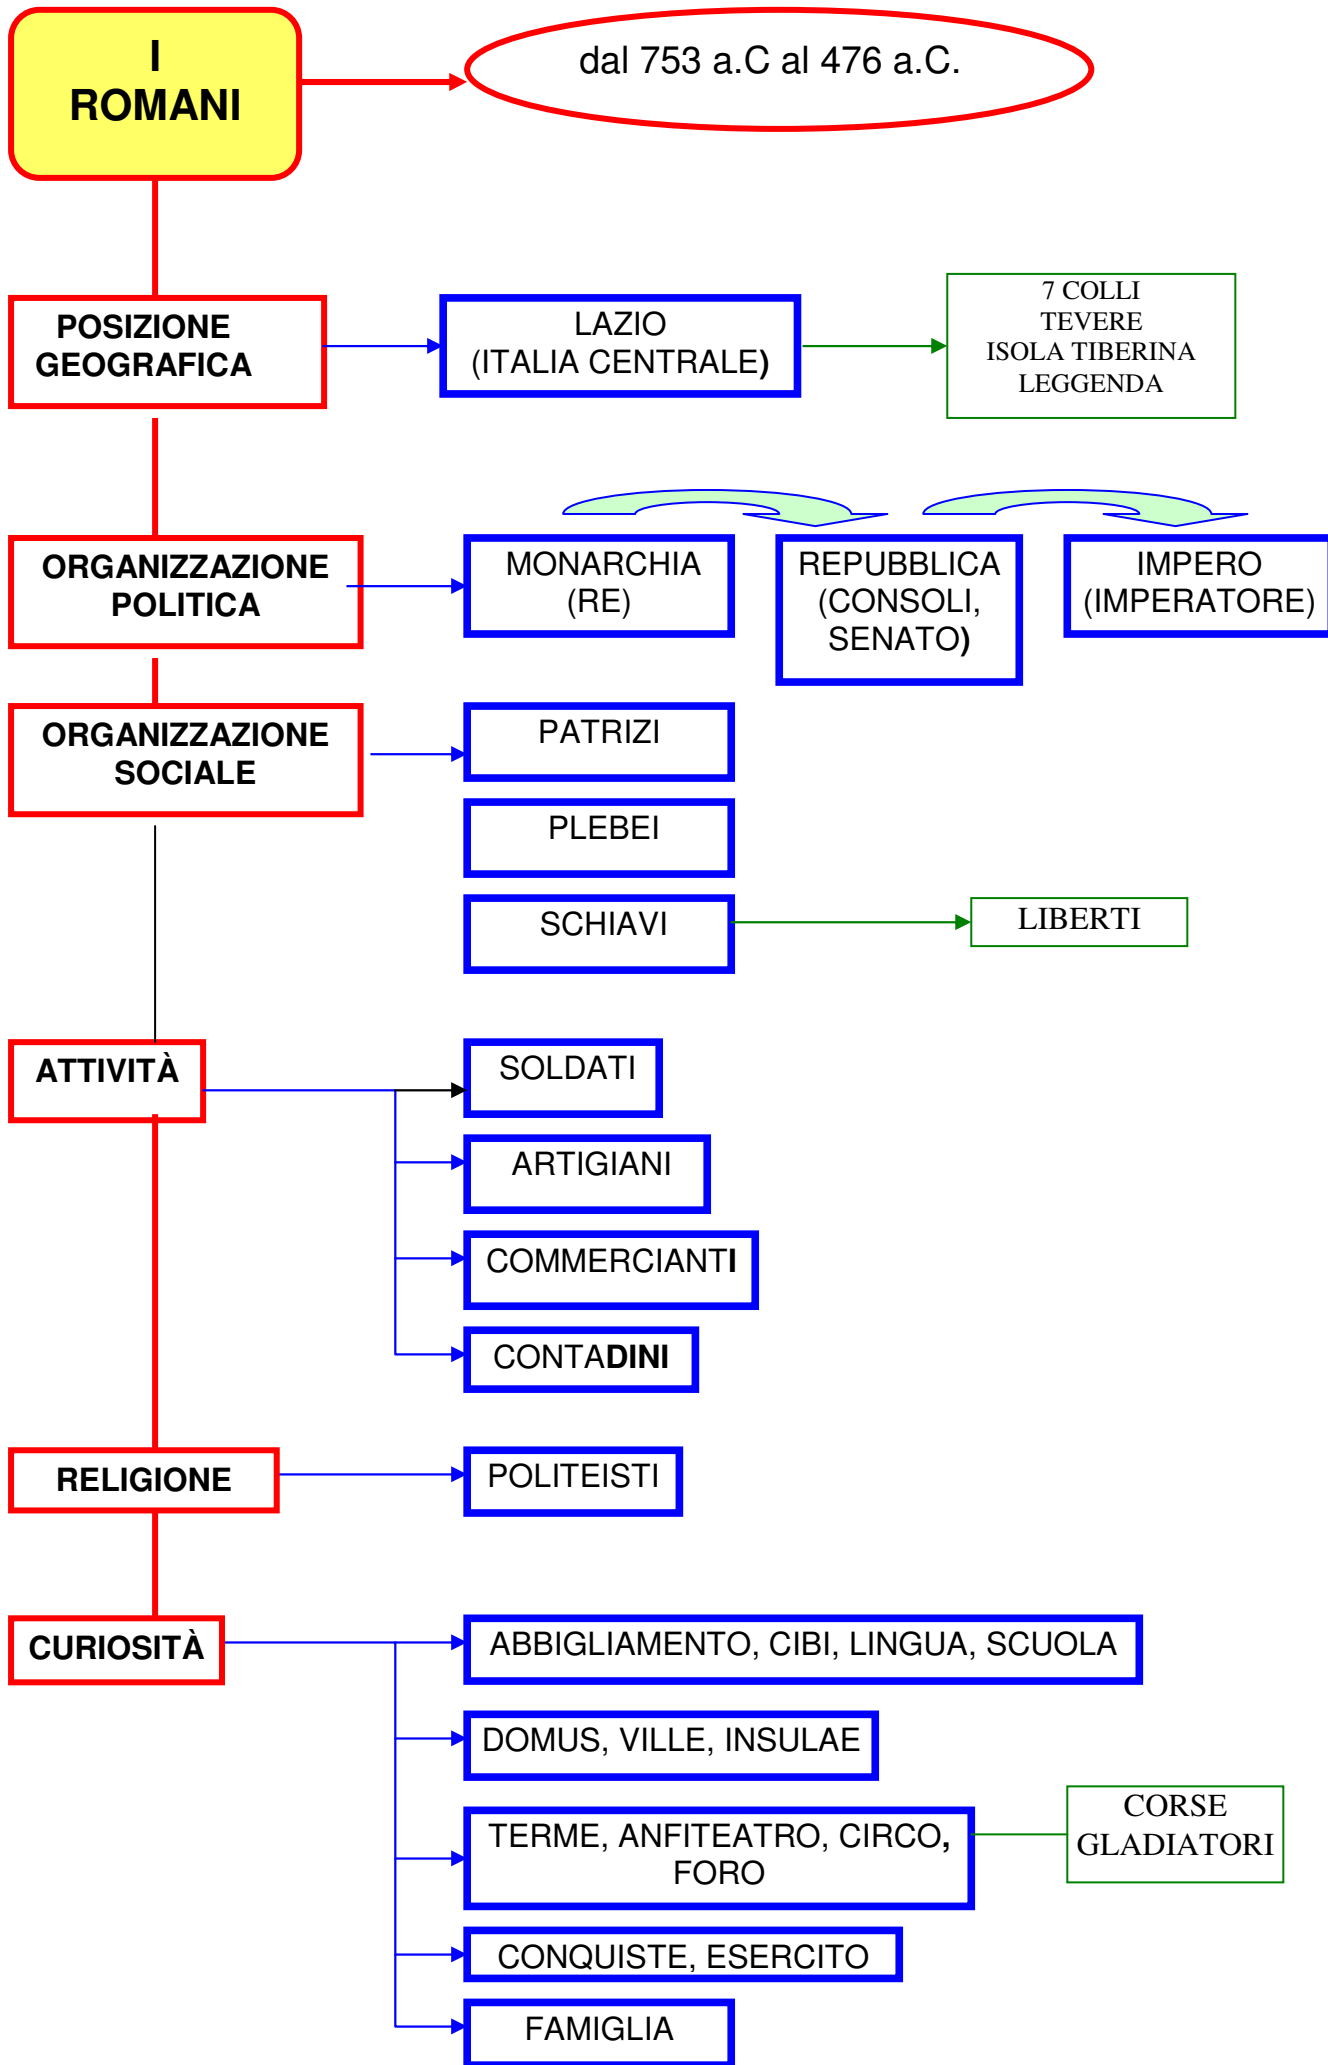 I
ROMANI
dal 753 a.C al 476 a.C.
POSIZIONE
GEOGRAFICA
LAZIO
(ITALIA CENTRALE)
7 COLLI
TEVERE
ISOLA TIBERINA
LEGGENDA
ORGANIZZAZIONE
POLITICA
MONARCHIA
(RE)
REPUBBLICA
(CONSOLI,
SENATO)
IMPERO
(IMPERATORE)
ORGANIZZAZIONE
SOCIALE
PATRIZI
PLEBEI
SCHIAVI
LIBERTI
ATTIVITÀ
SOLDATI
ARTIGIANI
COMMERCIANTI
CONTADINI
RELIGIONE
POLITEISTI
CURIOSITÀ
ABBIGLIAMENTO, CIBI, LINGUA, SCUOLA
DOMUS, VILLE, INSULAE
TERME, ANFITEATRO, CIRCO,
FORO
CORSE
GLADIATORI
CONQUISTE, ESERCITO
FAMIGLIA